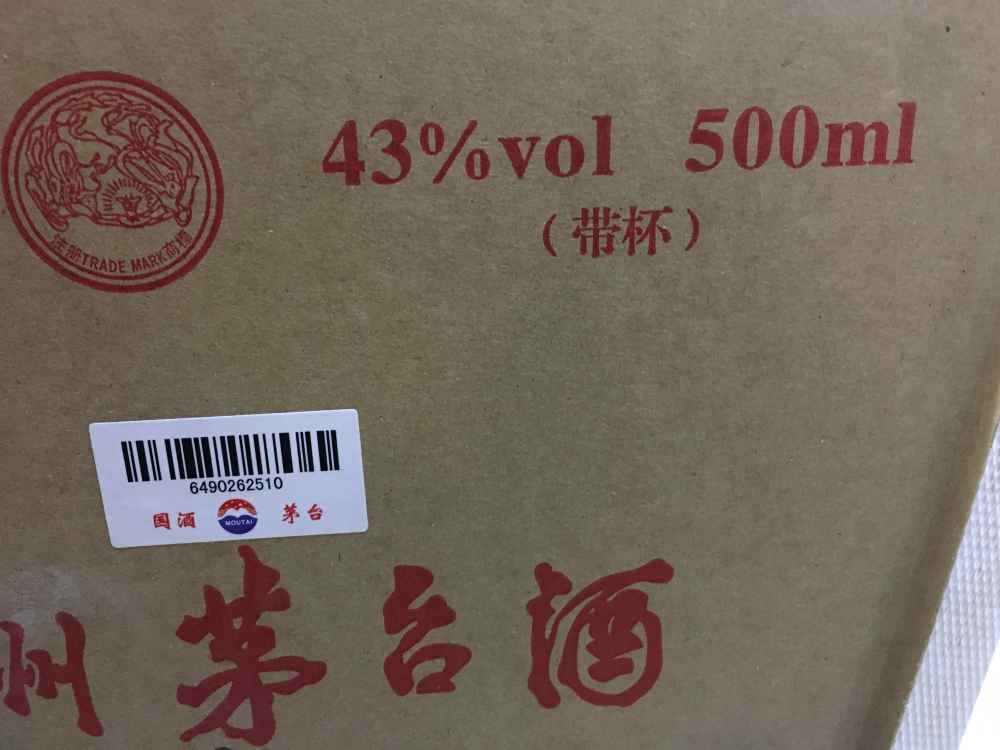 43%vol 500ml
（带杯）
注册TRADE MARK商标
6490262510
国酒 MOUTAI 茅台
州茅台酒